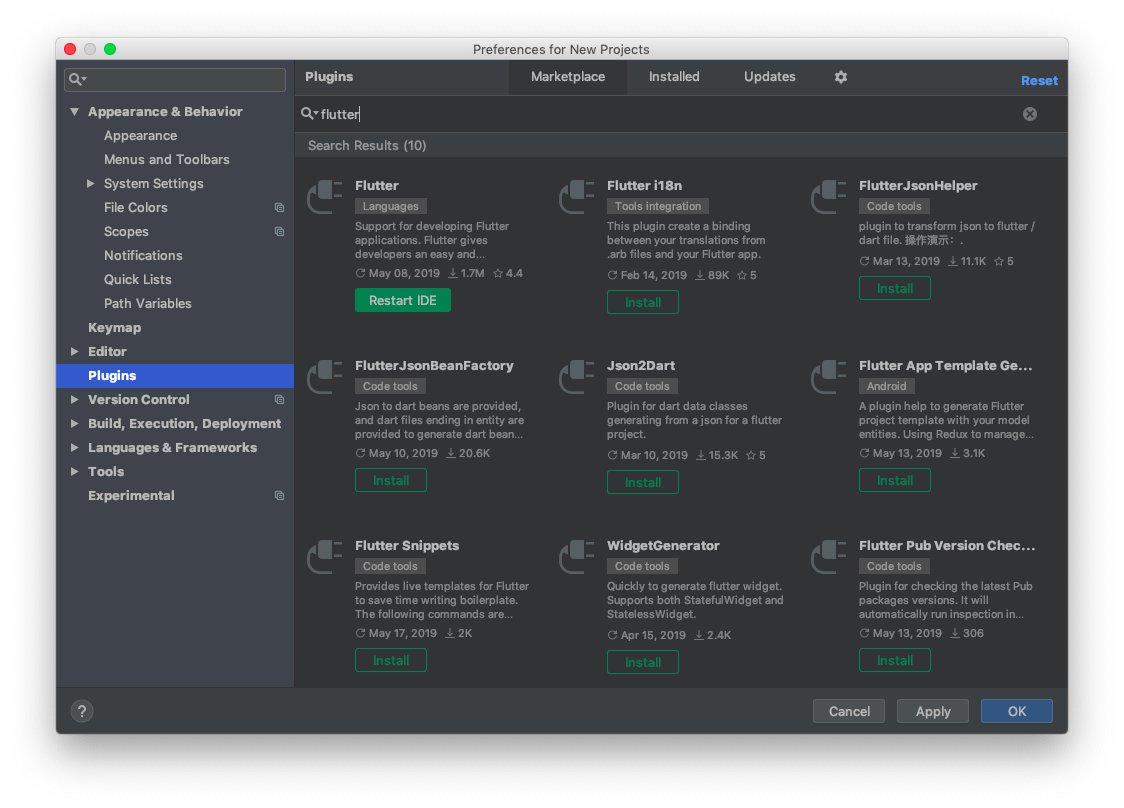 Preferences for New Projects
Appearance & Behavior
Appearance
Menus and Toolbars
System Settings
File Colors
Scopes
Notifications
Quick Lists
Path Variables
Keymap
Editor
Plugins
Version Control
Build, Execution, Deployment
Languages & Frameworks
Tools
Experimental
Plugins
Marketplace
Installed
Updates
Reset
flutter
Search Results (10)
Flutter
Languages
Support for developing Flutter
applications. Flutter gives
developers an easy and...
May 08, 2019 1.7M 4.4
Restart IDE
Flutter i18n
Tools integration
This plugin create a binding
between your translations from
.arb files and your Flutter app.
Feb 14, 2019 89K 5
Install
FlutterJsonHelper
Code tools
plugin to transform json to flutter /
dart file. 操作演示：.
Mar 13, 2019 11.1K 5
Install
FlutterJsonBeanFactory
Code tools
Json to dart beans are provided,
and dart files ending in entity are
provided to generate dart bean...
May 10, 2019 20.6K
Install
Json2Dart
Code tools
Plugin for dart data classes
generating from a json for a flutter
project.
Mar 10, 2019 15.3K 5
Install
Flutter App Template Ge...
Android
A plugin help to generate Flutter
project template with your model
entities. Using Redux to manage...
May 13, 2019 3.1K
Install
Flutter Snippets
Code tools
Provides live templates for Flutter
to save time writing boilerplate.
The following commands are...
May 17, 2019 2K
Install
WidgetGenerator
Code tools
Quickly to generate flutter widget.
Supports both StatefulWidget and
StatelessWidget.
Apr 15, 2019 2.4K
Install
Flutter Pub Version Chec...
Code tools
Plugin for checking the latest Pub
packages versions. It will
automatically run inspection in...
May 13, 2019 306
Install
?
Cancel
Apply
OK